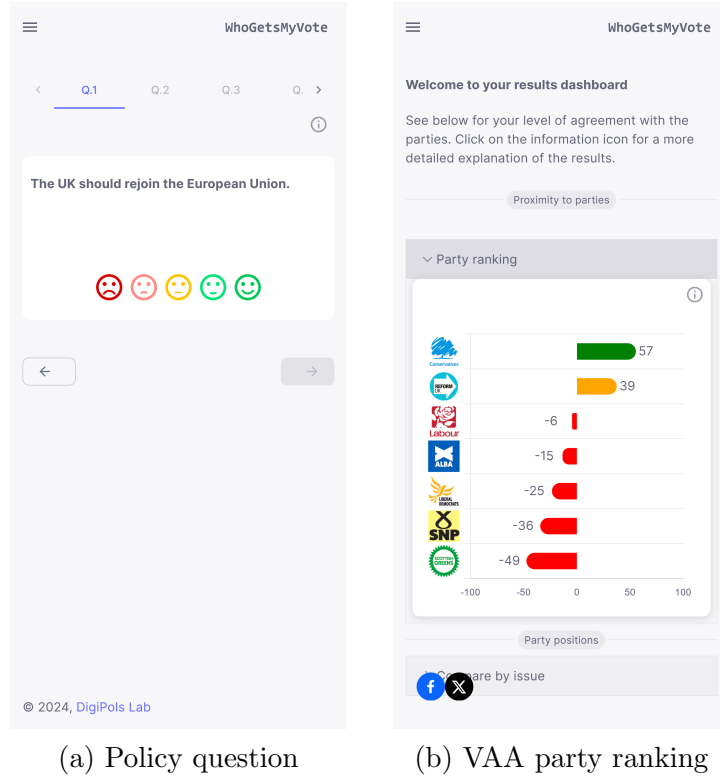 WhoGetsMyVote
Q.1 Q.2 Q.3 Q.
The UK should rejoin the European Union.
© 2024, DigiPols Lab
(a) Policy question
WhoGetsMyVote
Welcome to your results dashboard
See below for your level of agreement with the
parties. Click on the information icon for a more
detailed explanation of the results.
Proximity to parties
Party ranking
Conservatives
57
REFORM
UK
39
Labour
-6
ALBA
-15
LIBERAL
DEMOCRATS
-25
SNP
-36
SCOTTISH
GREENS
-49
-100 -50 0 50 100
Party positions
are by issue
(b) VAA party ranking